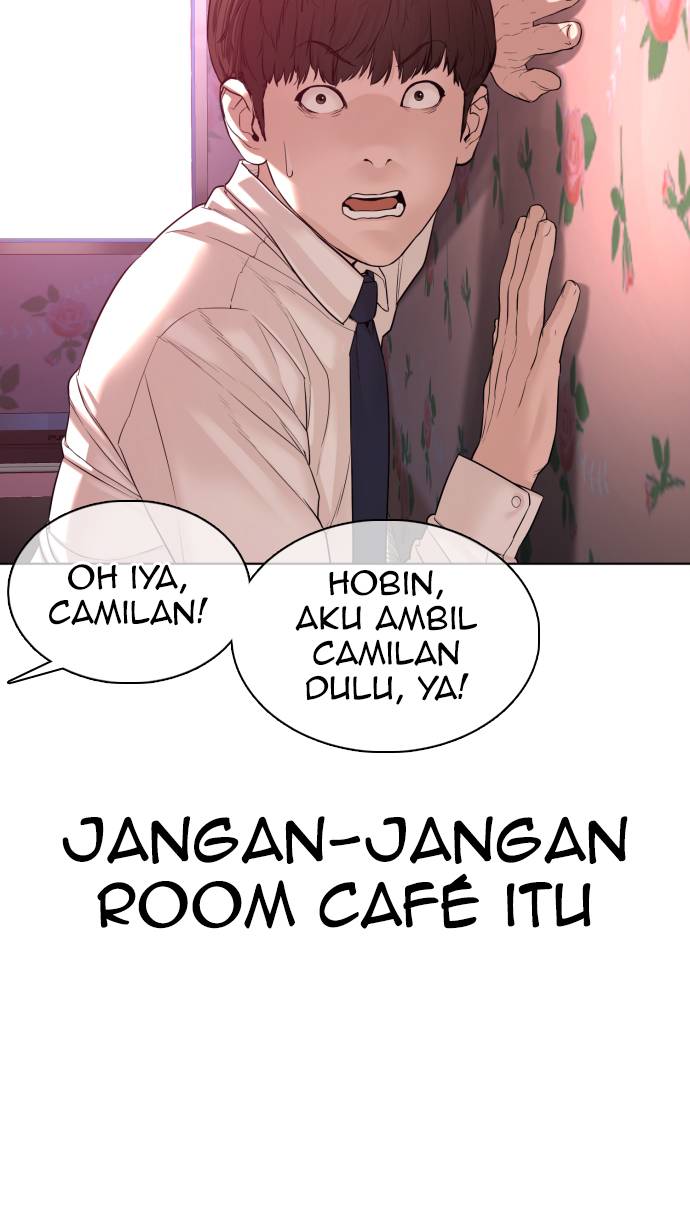 OH IYA,
CAMILAN!
HOBIN,
AKU AMBIL
CAMILAN
DULU, YA!
JANGAN-JANGAN
ROOM CAFÉ ITU